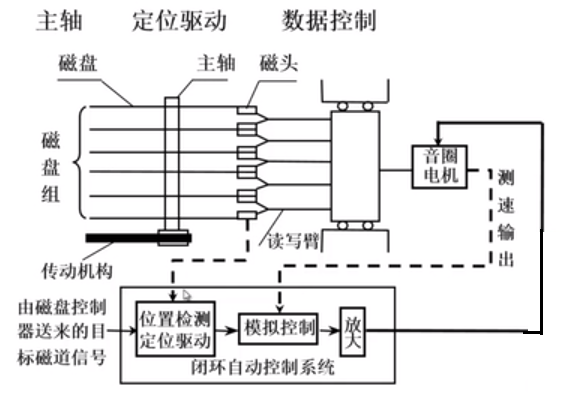 主轴 定位驱动 数据控制
磁盘 主轴 磁头
磁盘组
音圈
电机
测速输出
读写臂
传动机构
由磁盘控制
器送来的目
标磁道信号
位置检测
定位驱动
模拟控制
放大
闭环自动控制系统